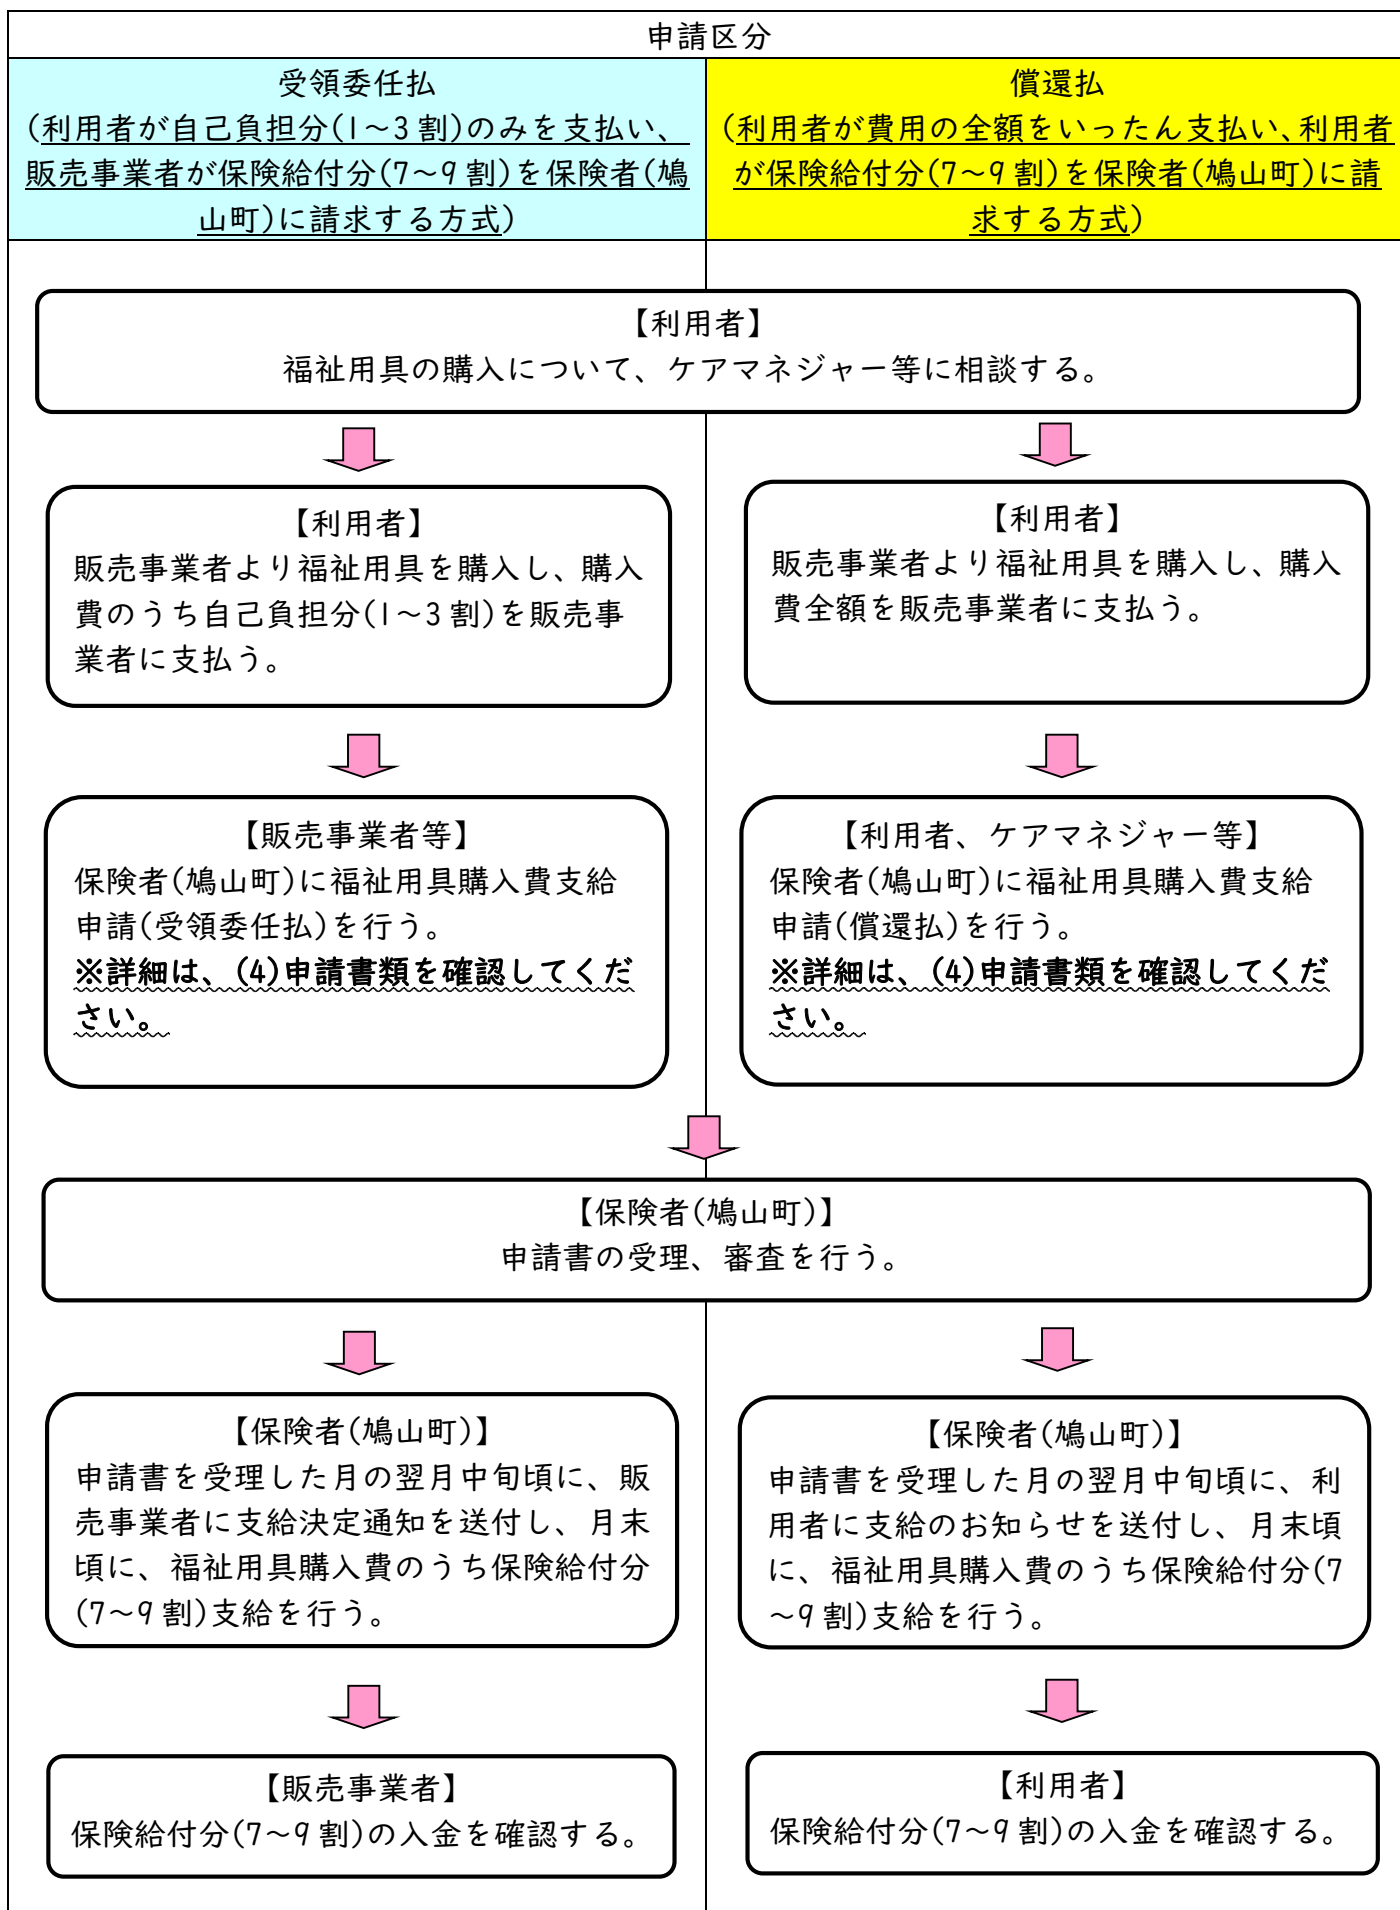 申請区分
受領委任払
(利用者が自己負担分(1～3割)のみを支払い、
販売事業者が保険給付分(7～9割)を保険者(鳩
山町)に請求する方式)
償還払
(利用者が費用の全額をいったん支払い、利用者
が保険給付分(7～9割)を保険者(鳩山町)に請
求する方式)
【利用者】
福祉用具の購入について、ケアマネジャー等に相談する。
【利用者】
販売事業者より福祉用具を購入し、購入
費のうち自己負担分(1～3割)を販売事
業者に支払う。
【利用者】
販売事業者より福祉用具を購入し、購入
費全額を販売事業者に支払う。
【販売事業者等】
保険者(鳩山町)に福祉用具購入費支給
申請(受領委任払)を行う。
※詳細は、(4)申請書類を確認してくだ
さい。
【利用者、ケアマネジャー等】
保険者(鳩山町)に福祉用具購入費支給
申請(償還払)を行う。
※詳細は、(4)申請書類を確認してくだ
さい。
【保険者(鳩山町)】
申請書の受理、審査を行う。
【保険者(鳩山町)】
申請書を受理した月の翌月中旬頃に、販
売事業者に支給決定通知を送付し、月末
頃に、福祉用具購入費のうち保険給付分
(7～9割)支給を行う。
【保険者(鳩山町)】
申請書を受理した月の翌月中旬頃に、利
用者に支給のお知らせを送付し、月末頃
に、福祉用具購入費のうち保険給付分(7
～9割)支給を行う。
【販売事業者】
保険給付分(7～9割)の入金を確認する。
【利用者】
保険給付分(7～9割)の入金を確認する。